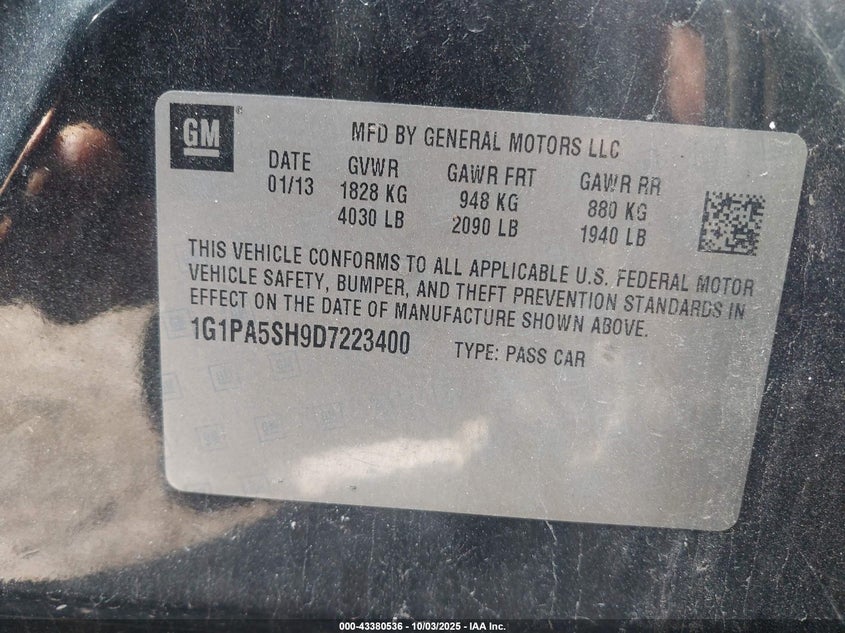 GM
©
MFD BY GENERAL MOTORS LLC
DATE GVWR GAWR FRT GAWR RR
01/13 1828 KG 948 KG 880 KG
4030 LB 2090 LB 1940 LB
THIS VEHICLE CONFORMS TO ALL APPLICABLE U.S. FEDERAL MOTOR
VEHICLE SAFETY, BUMPER, AND THEFT PREVENTION STANDARDS IN
EFFECT ON THE DATE OF MANUFACTURE SHOWN ABOVE.
1G1PA5SH9D7223400 TYPE: PASS CAR
000-43380536 - 10/03/2025 - IAA Inc.